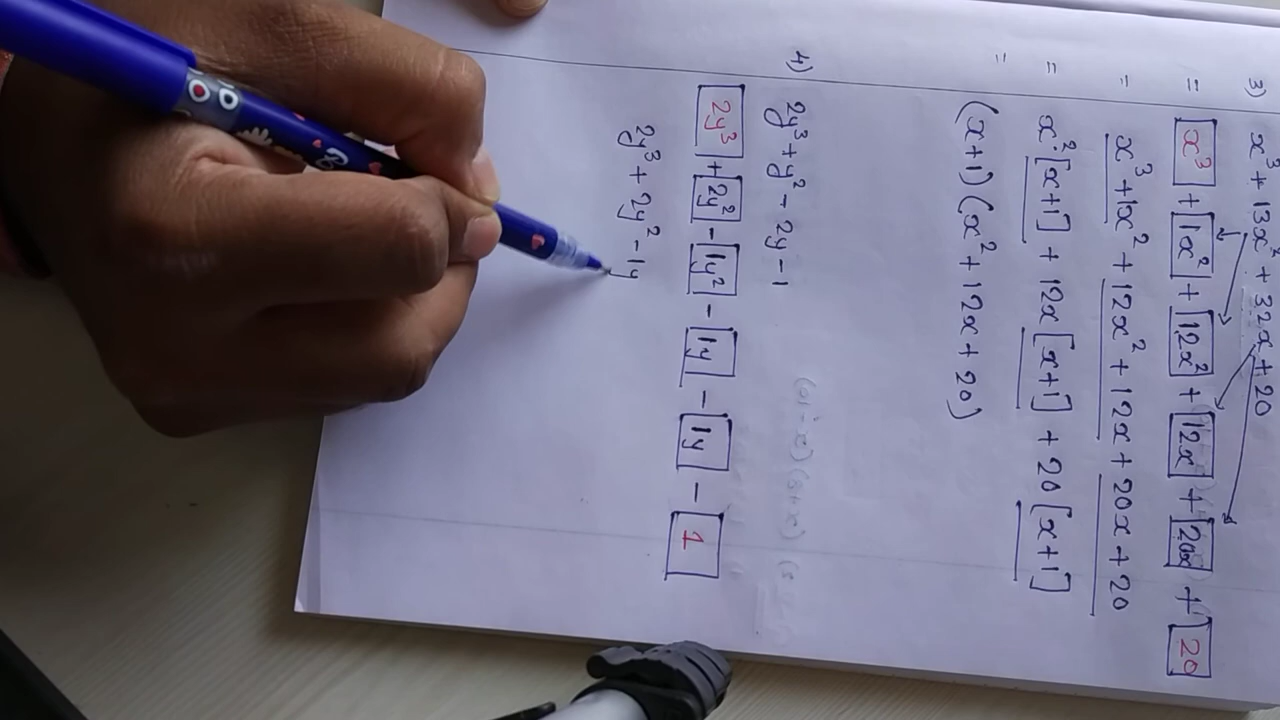 3) x³ + 13x² + 32x + 20
= x³ + 1x² + 12x² + 12x + 20x + 20
= x³ + 1x² + 12x² + 12x + 20x + 20
= x²[x+1] + 12x[x+1] + 20[x+1]
= (x+1)(x² + 12x + 20)
4) 2y³ + y² - 2y - 1
2y³ + 2y² - 1y² - 1y - 1y - 1
2y³ + 2y² - 1y